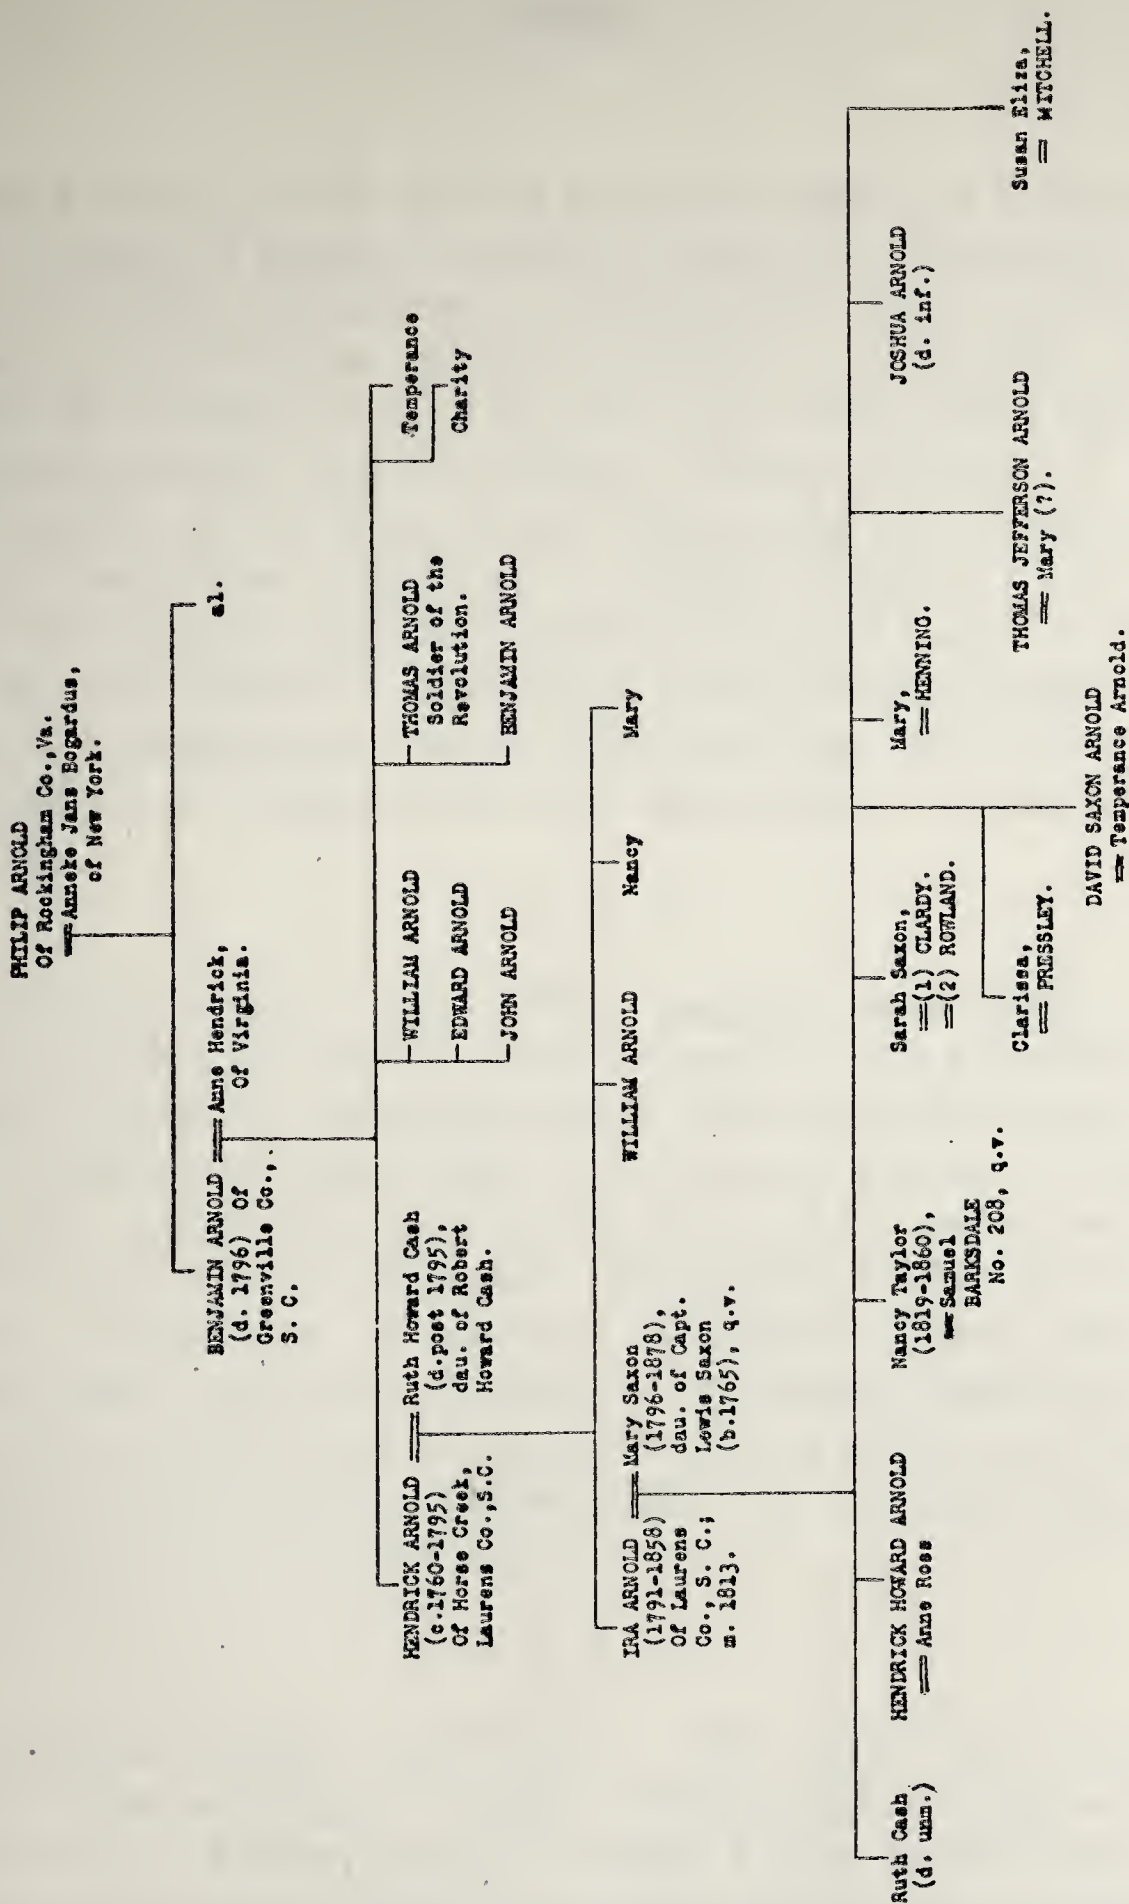 PHILIP ARNOLD
Of Rockingham Co.,Va.
══Anneke Jans Bogardus,
of New York.
BENJAMIN ARNOLD ══ Anne Hendrick,
(d. 1796) of
Of Virginia.
Greenville Co.,
S. C.
al.
HENDRICK ARNOLD ══ Ruth Howard Cash
(c.1760-1795)
(d.post 1795),
Of Horse Creek,
dau. of Robert
Laurens Co.,S.C.
Howard Cash.
WILLIAM ARNOLD
EDWARD ARNOLD
JOHN ARNOLD
THOMAS ARNOLD
Soldier of the
Revolution.
BENJAMIN ARNOLD
Temperance
Charity
IRA ARNOLD ══ Mary Saxon
(1791-1858)
(1796-1878),
Of Laurens
dau. of Capt.
Co., S. C.;
Lewis Saxon
m. 1813.
(b.1765), q.v.
WILLIAM ARNOLD
Nancy
Mary
Ruth Cash
(d. unm.)
HENDRICK HOWARD ARNOLD
══ Anne Ross
Nancy Taylor
(1819-1860),
══ Samuel
BARKSDALE
No. 208, q.v.
Sarah Saxon,
══(1) CLARDY.
══(2) ROWLAND.
Clarissa,
══ PRESSLEY.
DAVID SAXON ARNOLD
══ Temperance Arnold.
Mary,
══ HENNING.
THOMAS JEFFERSON ARNOLD
══ Mary (?).
JOSHUA ARNOLD
(d. inf.)
Susan Eliza,
══ MITCHELL.